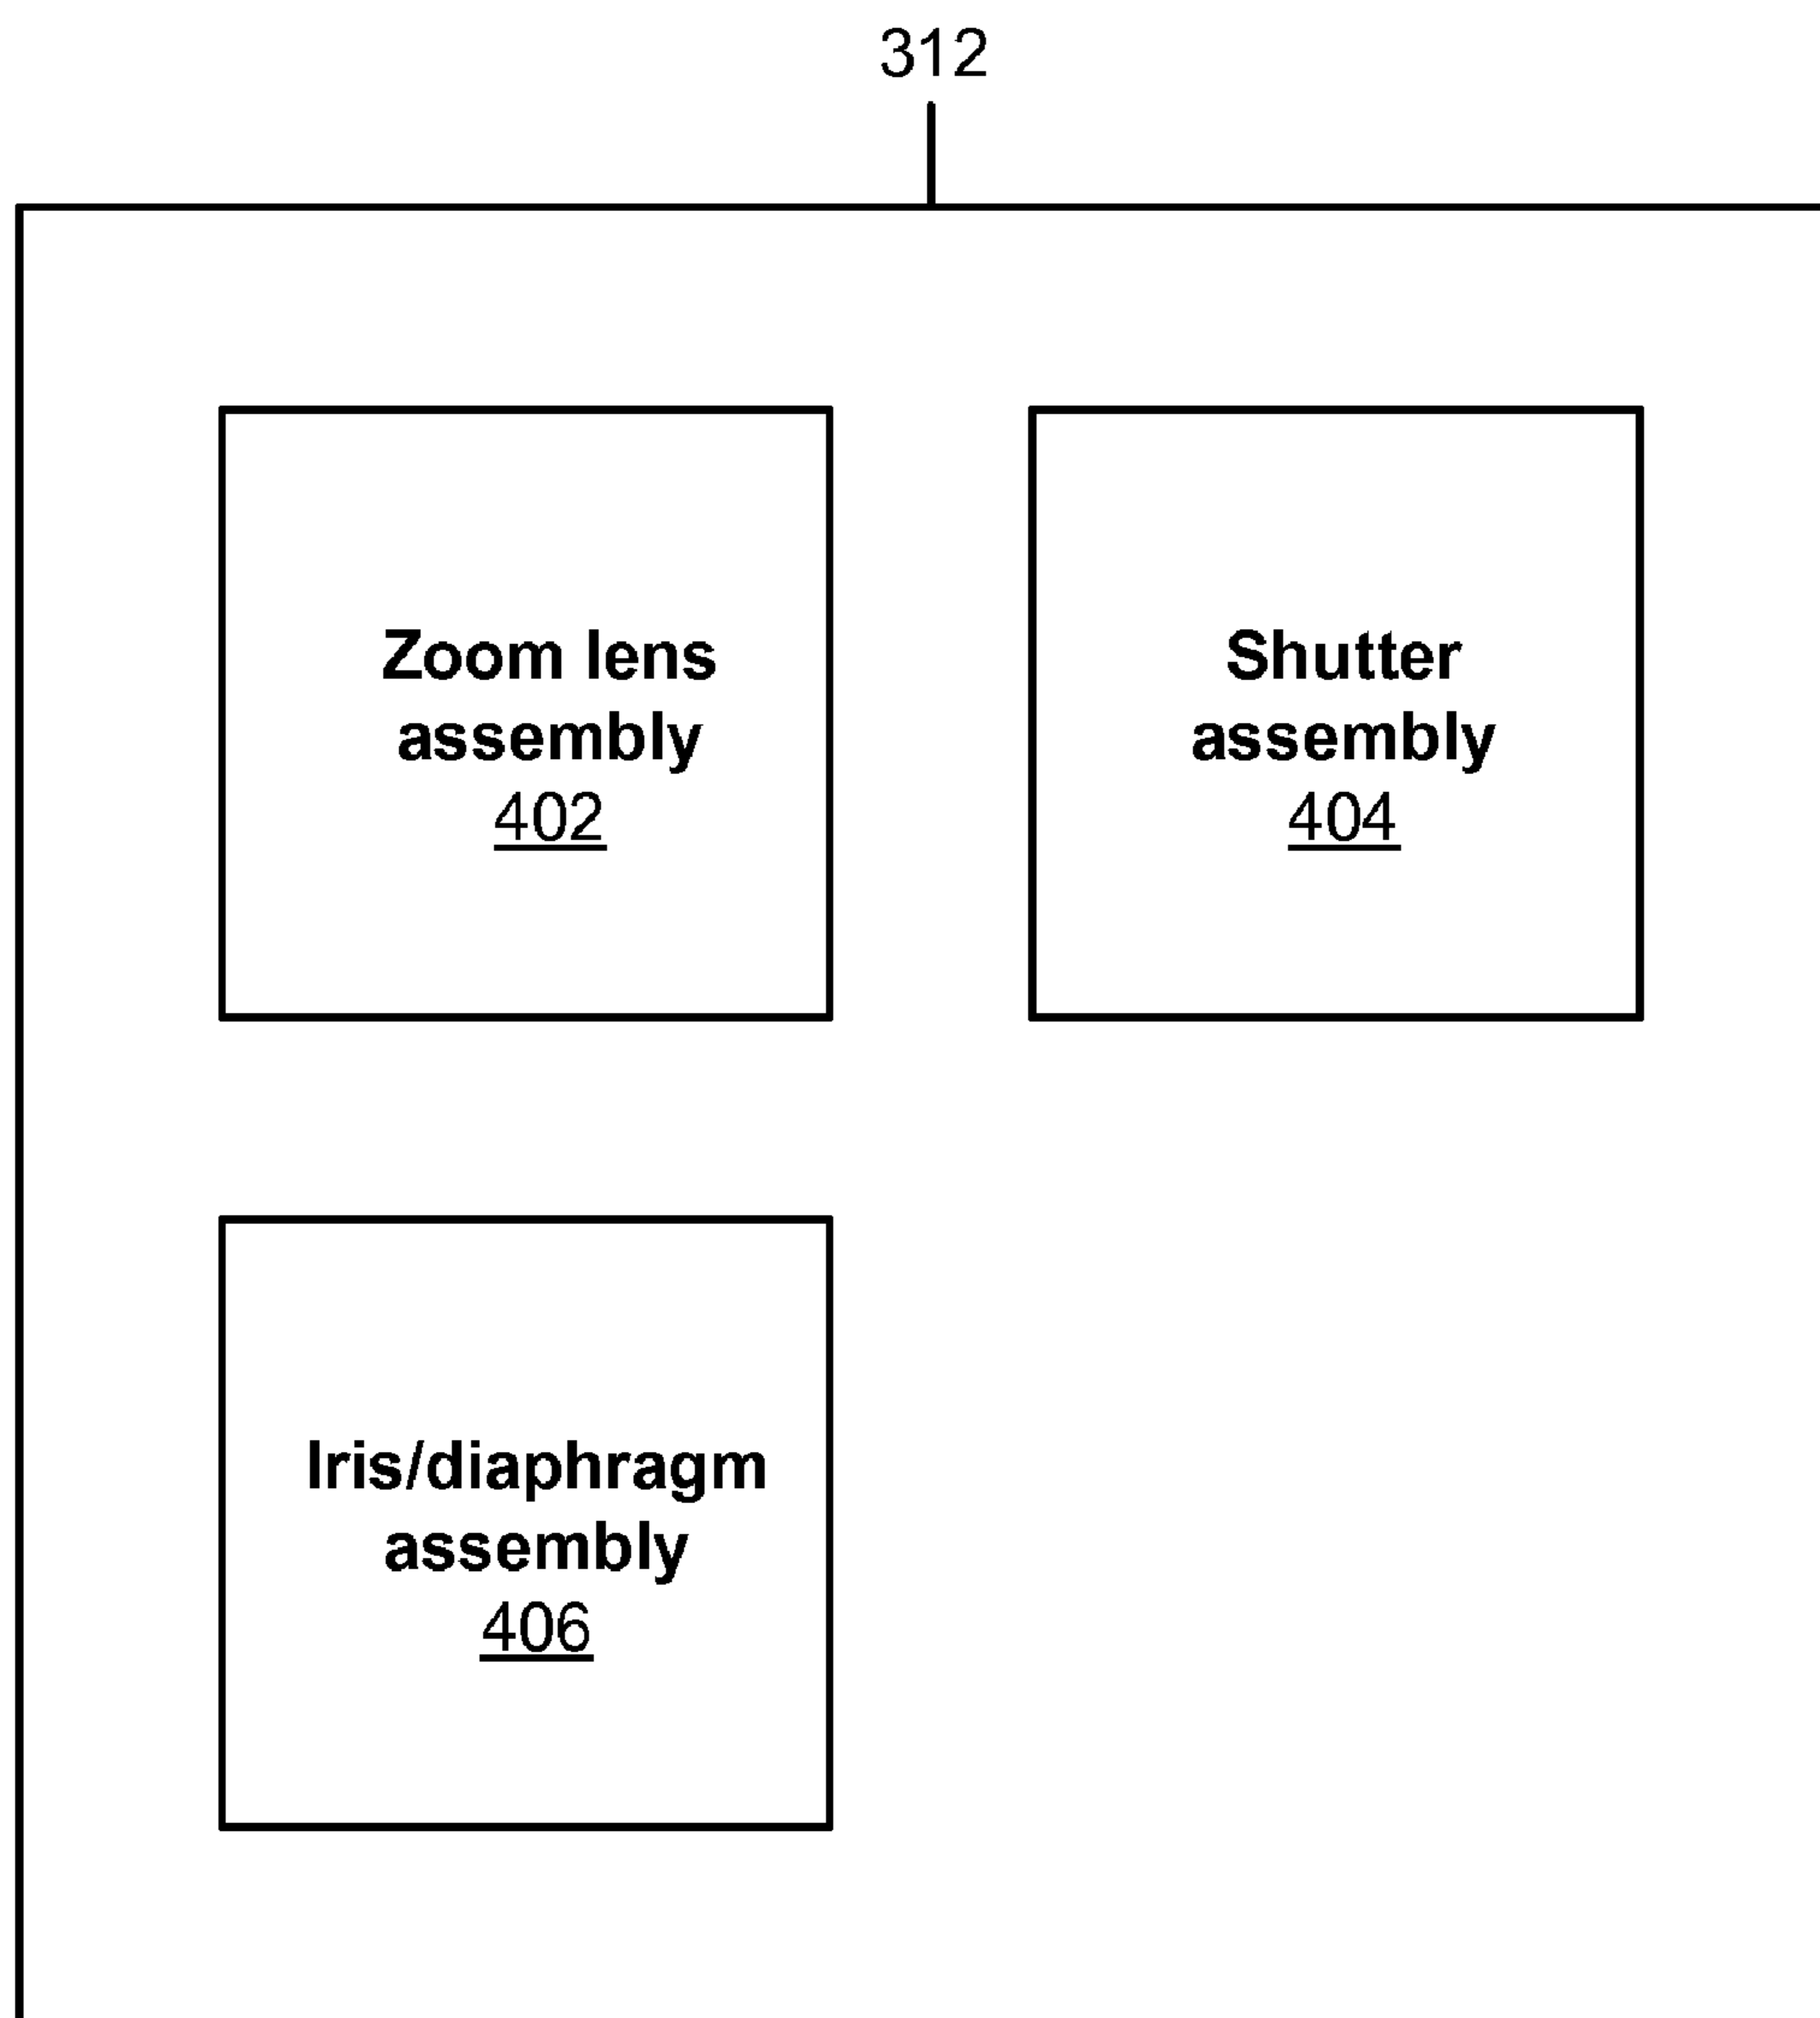 312
Zoom lens
assembly
402
Shutter
assembly
404
Iris/diaphragm
assembly
406